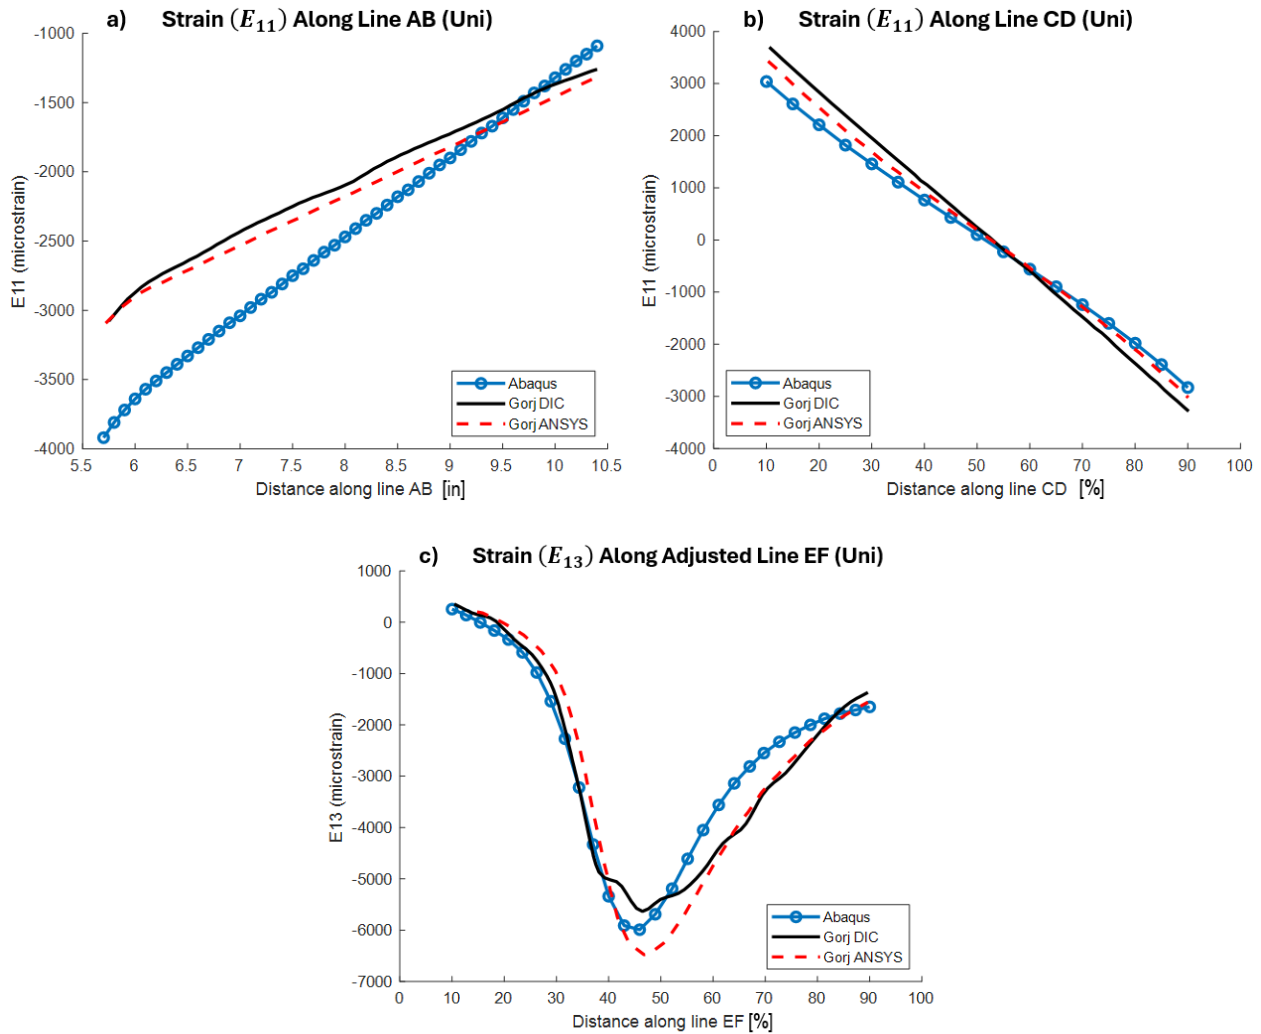 a) Strain (E₁₁) Along Line AB (Uni)
-1000
-1500
-2000
-2500
-3000
-3500
-4000
E11 (microstrain)
5.5 6 6.5 7 7.5 8 8.5 9 9.5 10 10.5
Distance along line AB [in]
Abaqus
Gorj DIC
Gorj ANSYS
b) Strain (E₁₁) Along Line CD (Uni)
4000
3000
2000
1000
0
-1000
-2000
-3000
-4000
E11 (microstrain)
0 10 20 30 40 50 60 70 80 90 100
Distance along line CD [%]
Abaqus
Gorj DIC
Gorj ANSYS
c) Strain (E₁₃) Along Adjusted Line EF (Uni)
1000
0
-1000
-2000
-3000
-4000
-5000
-6000
-7000
E13 (microstrain)
0 10 20 30 40 50 60 70 80 90 100
Distance along line EF [%]
Abaqus
Gorj DIC
Gorj ANSYS